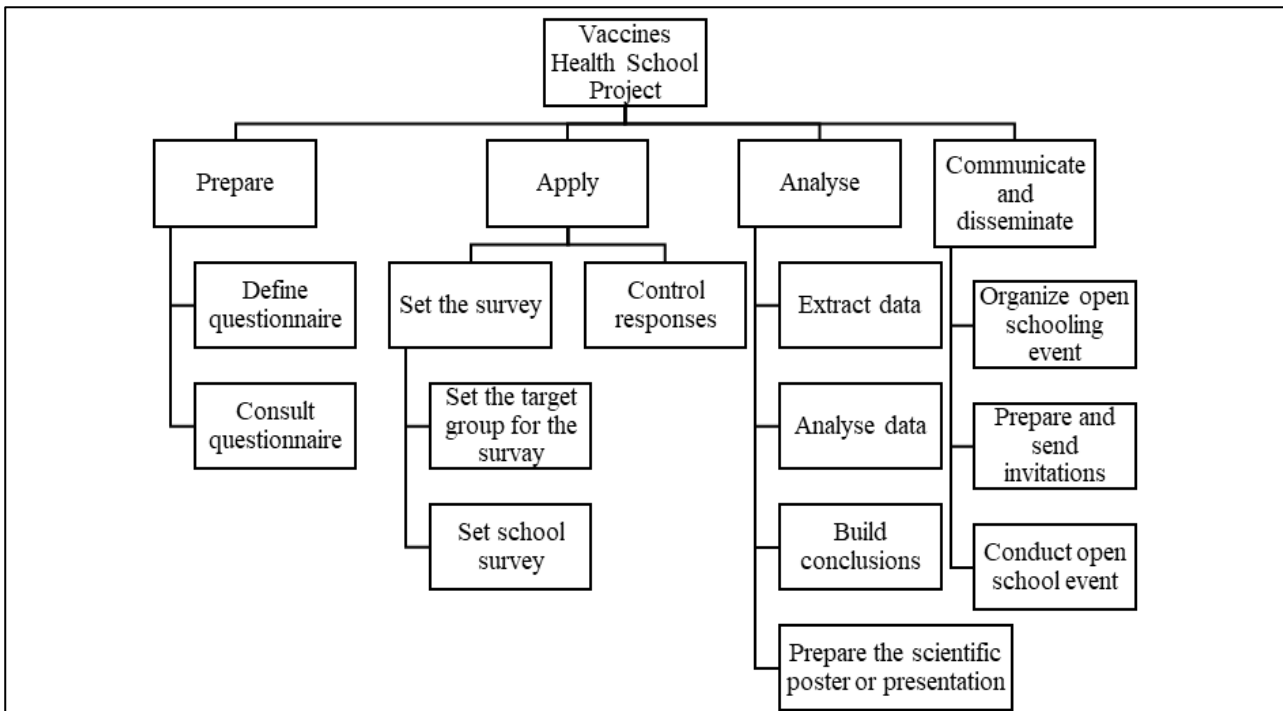 Vaccines
Health School
Project
Prepare
Apply
Analyse
Communicate
and
disseminate
Define
questionnaire
Consult
questionnaire
Set the survey
Control
responses
Set the target
group for the
survay
Set school
survey
Extract data
Analyse data
Build
conclusions
Prepare the scientific
poster or presentation
Organize open
schooling
event
Prepare and
send
invitations
Conduct open
school event